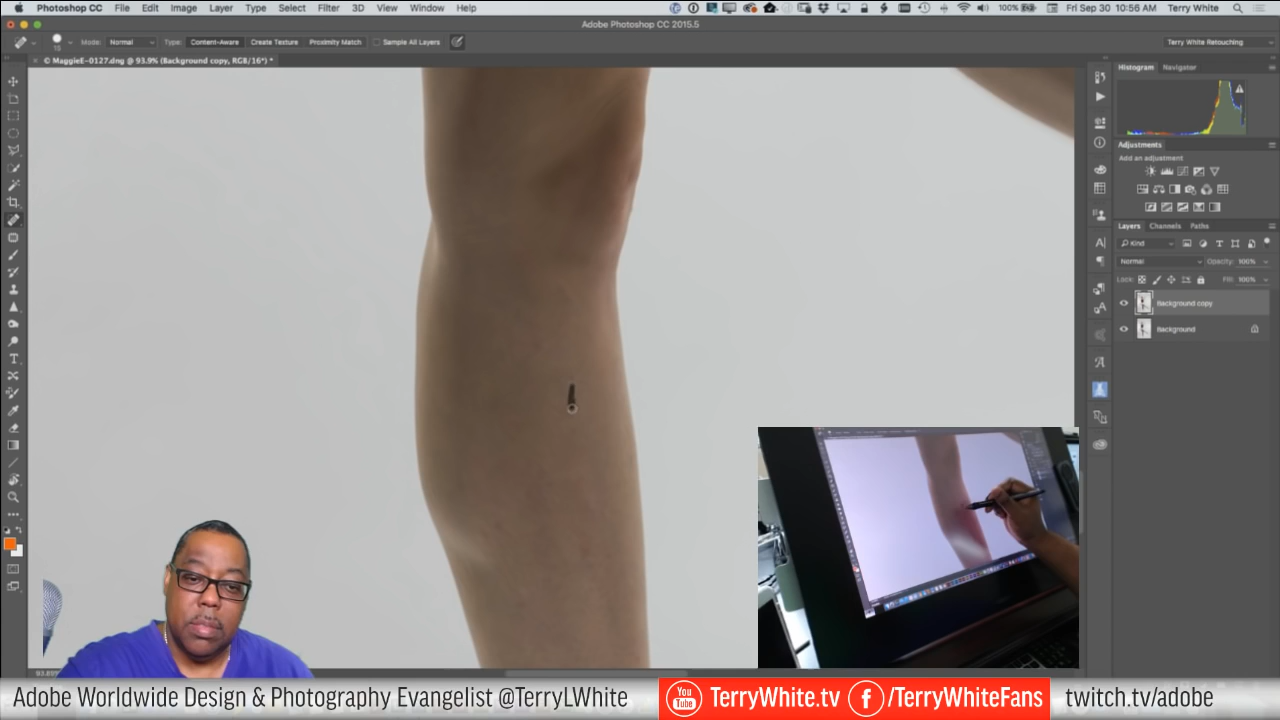 Photoshop CC File Edit Image Layer Type Select Filter 3D View Window Help 100% Fri Sep 30 10:56 AM Terry White
Adobe Photoshop CC 2015.5
15 Mode: Normal Type: Content-Aware Create Texture Proximity Match Sample All Layers Terry White Retouching
× © MaggieE-0127.dng @ 93.9% (Background copy, RGB/16*) *
Histogram Navigator
Adjustments
Add an adjustment
Layers Channels Paths
Kind
Normal Opacity: 100%
Lock: Fill: 100%
Background copy
Background
Adobe Worldwide Design & Photography Evangelist @TerryLWhite You Tube TerryWhite.tv f /TerryWhiteFans twitch.tv/adobe